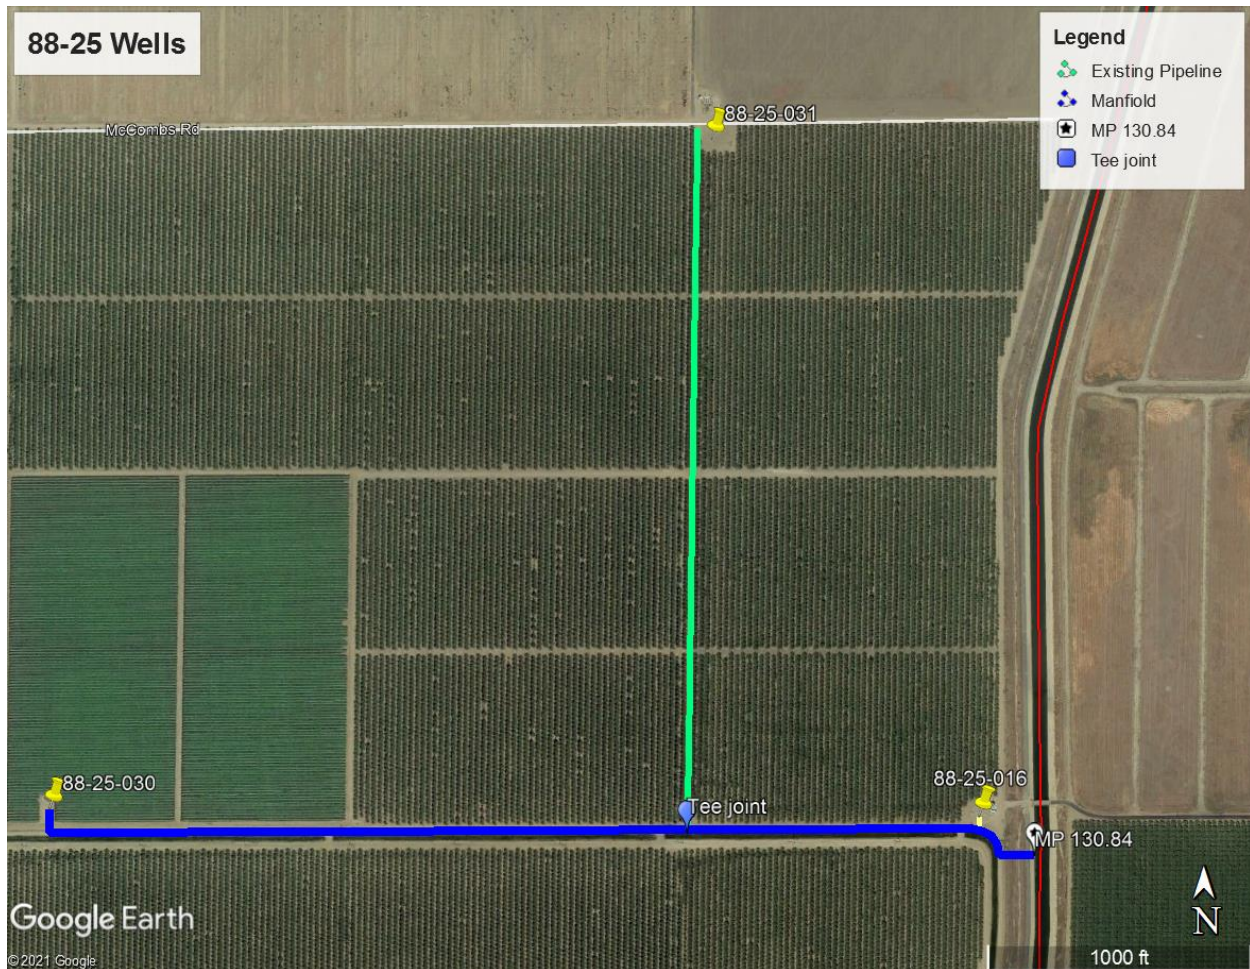 88-25 Wells
Legend
Existing Pipeline
Manfiold
MP 130.84
Tee joint
McCombs Rd
88-25-031
88-25-030
88-25-016
Tee joint
MP 130.84
Google Earth
N
© 2021 Google
1000 ft